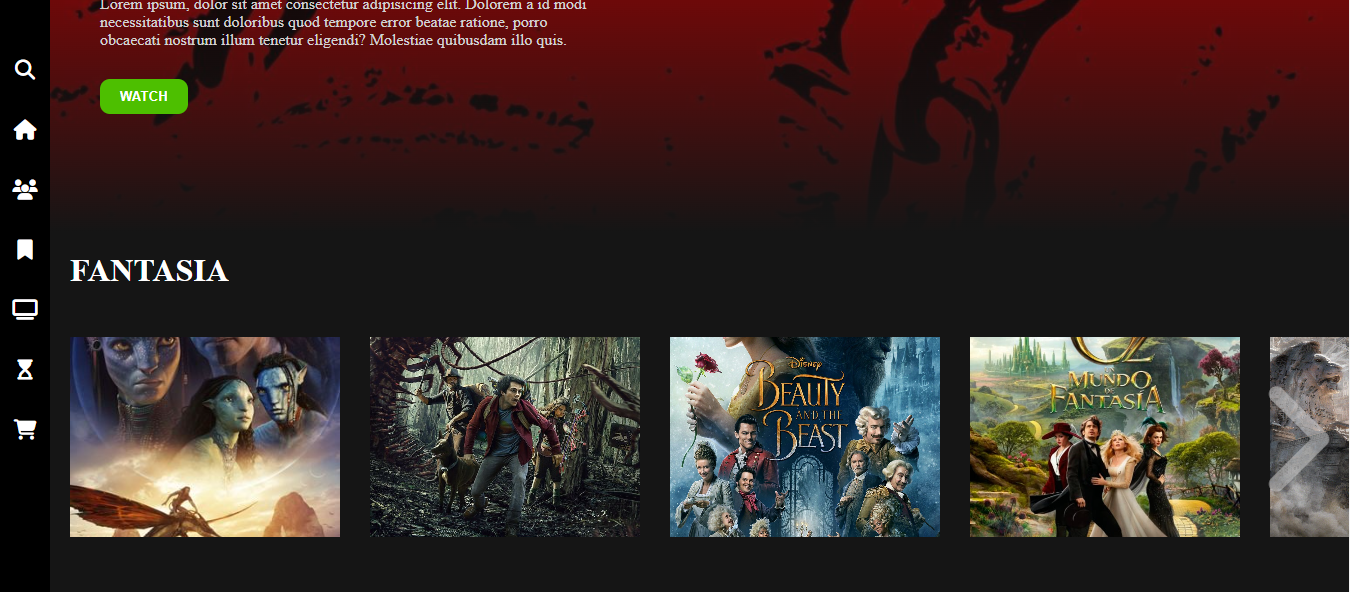 Lorem ipsum, dolor sit amet consectetur adipisicing elit. Dolorem a id modi
necessitatibus sunt doloribus quod tempore error beatae ratione, porro
obcaecati nostrum illum tenetur eligendi? Molestiae quibusdam illo quis.
WATCH
FANTASIA
Disney
BEAUTY
AND THE
BEAST
OZ
MUNDO
DE
FANTASIA